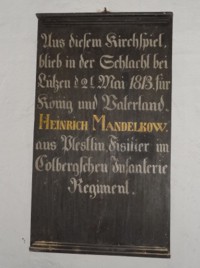 Aus diesem Kirchspiel
blieb in der Schlacht bei
Lützen d. 2t. Mai 1813. für
König und Vaterland.
HEINRICH MANDELKOW.
aus Plestlin Füsilier im
Colbergschen Infanterie
Regiment.